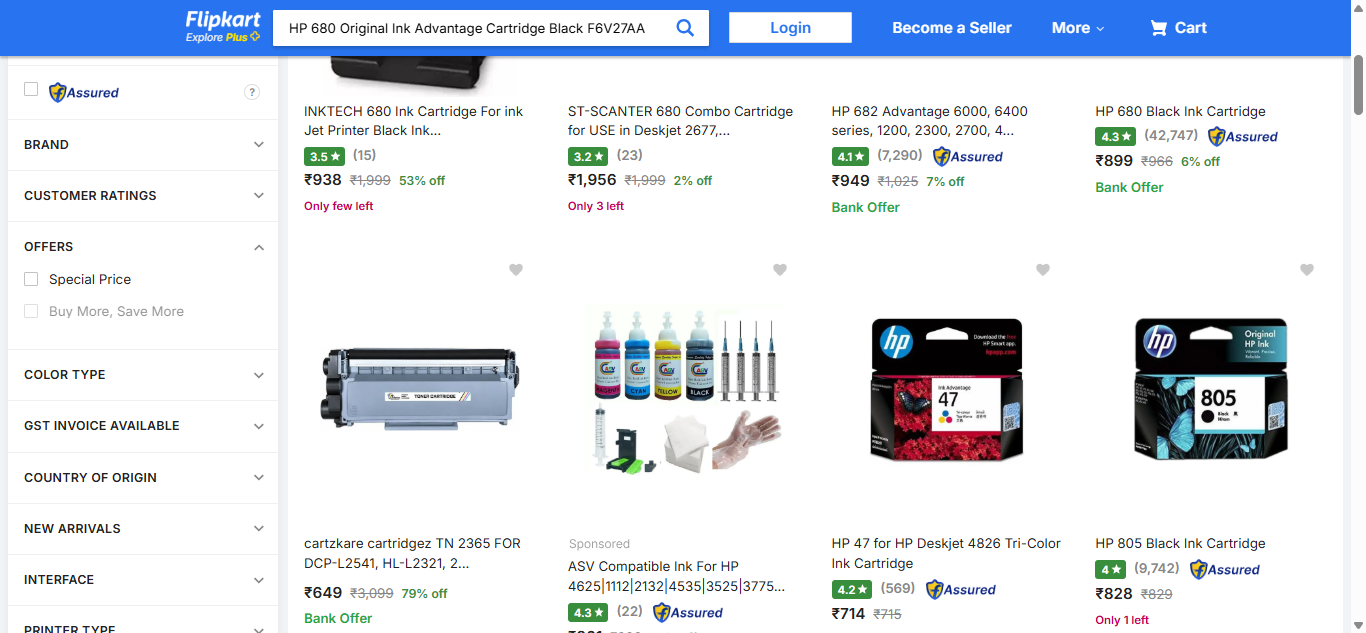 Flipkart
Explore Plus
HP 680 Original Ink Advantage Cartridge Black F6V27AA
Login
Become a Seller
More
Cart
Assured
?
BRAND
CUSTOMER RATINGS
OFFERS
Special Price
Buy More, Save More
COLOR TYPE
GST INVOICE AVAILABLE
COUNTRY OF ORIGIN
NEW ARRIVALS
INTERFACE
PRINTER TYPE
INKTECH 680 Ink Cartridge For ink
Jet Printer Black Ink...
3.5★ (15)
₹938 ₹1,999 53% off
Only few left
ST-SCANTER 680 Combo Cartridge
for USE in Deskjet 2677,...
3.2★ (23)
₹1,956 ₹1,999 2% off
Only 3 left
HP 682 Advantage 6000, 6400
series, 1200, 2300, 2700, 4...
4.1★ (7,290) Assured
₹949 ₹1,025 7% off
Bank Offer
HP 680 Black Ink Cartridge
4.3★ (42,747) Assured
₹899 ₹966 6% off
Bank Offer
TONER CARTRIDGE
cartzkare cartridgez TN 2365 FOR
DCP-L2541, HL-L2321, 2...
₹649 ₹3,099 79% off
Bank Offer
CYAN
YELLOW
BLACK
Sponsored
ASV Compatible Ink For HP
4625|1112|2132|4535|3525|3775...
4.3★ (22) Assured
hp
Download the free
HP Smart app.
Ink Advantage
47
HP 47 for HP Deskjet 4826 Tri-Color
Ink Cartridge
4.2★ (569) Assured
₹714 ₹715
hp
Original
HP Ink
805
Black
HP 805 Black Ink Cartridge
4★ (9,742) Assured
₹828 ₹829
Only 1 left